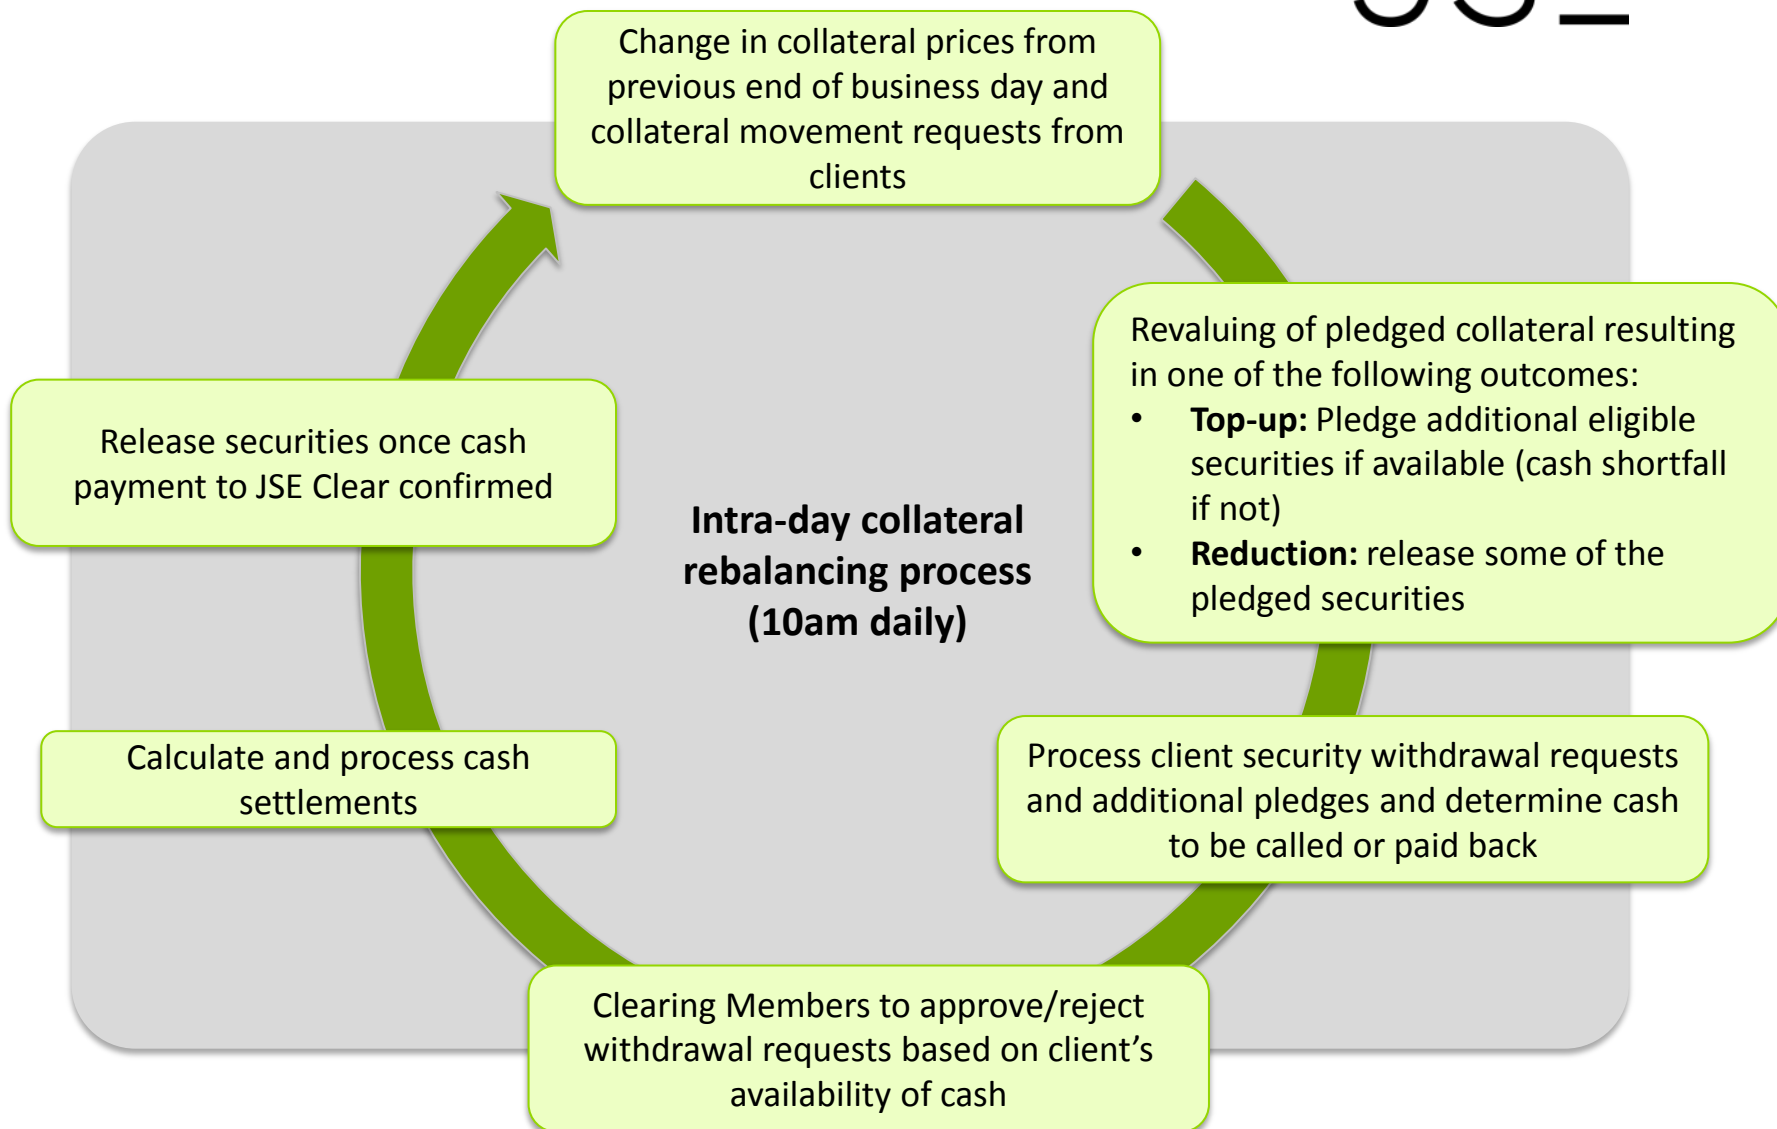 Change in collateral prices from
previous end of business day and
collateral movement requests from
clients
Revaluing of pledged collateral resulting
in one of the following outcomes:
• Top-up: Pledge additional eligible
securities if available (cash shortfall
if not)
• Reduction: release some of the
pledged securities
Process client security withdrawal requests
and additional pledges and determine cash
to be called or paid back
Clearing Members to approve/reject
withdrawal requests based on client’s
availability of cash
Calculate and process cash
settlements
Release securities once cash
payment to JSE Clear confirmed
Intra-day collateral
rebalancing process
(10am daily)